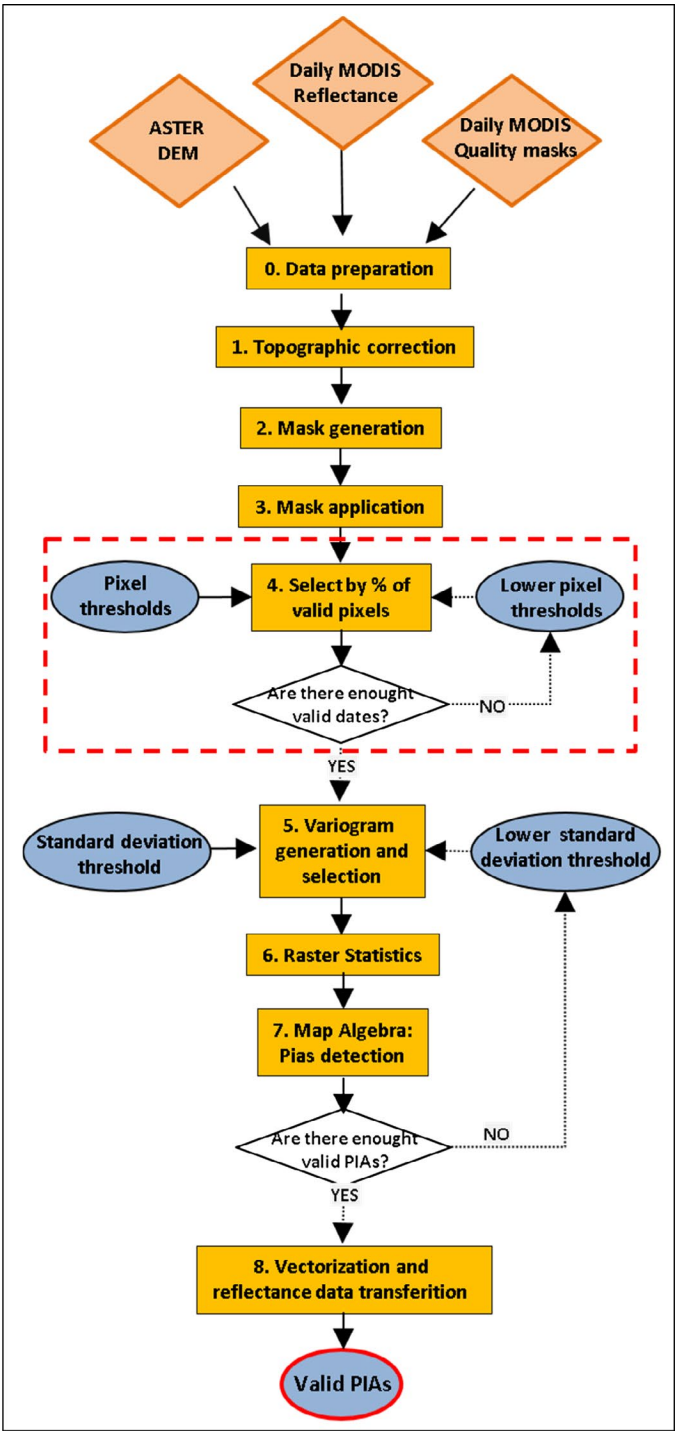 Daily MODIS
Reflectance
ASTER
DEM
Daily MODIS
Quality masks
0. Data preparation
1. Topographic correction
2. Mask generation
3. Mask application
Pixel
thresholds
4. Select by % of
valid pixels
Lower pixel
thresholds
Are there enought
valid dates?
NO
YES
Standard deviation
threshold
5. Variogram
generation and
selection
Lower standard
deviation threshold
6. Raster Statistics
7. Map Algebra:
Pias detection
Are there enought
valid PIAs?
NO
YES
8. Vectorization and
reflectance data transferition
Valid PIAs